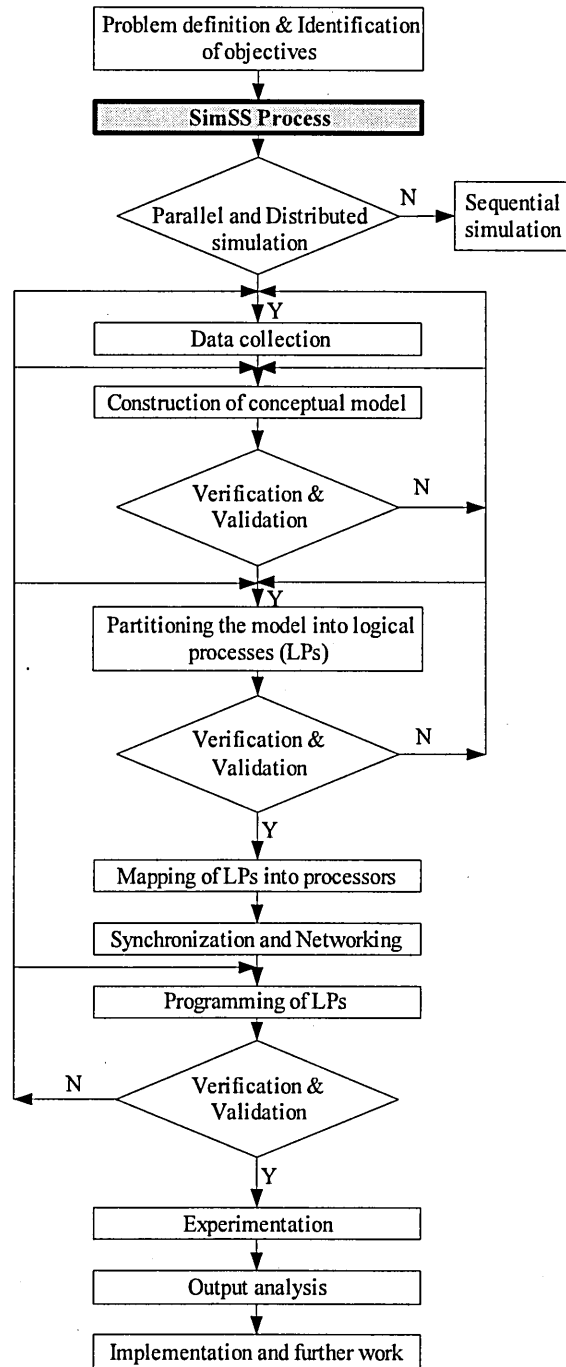 Problem definition & Identification
of objectives
SimSS Process
N
Parallel and Distributed
simulation
Sequential
simulation
Y
Data collection
Construction of conceptual model
Verification &
Validation
N
Y
Partitioning the model into logical
processes (LPs)
Verification &
Validation
N
Y
Mapping of LPs into processors
Synchronization and Networking
Programming of LPs
N
Verification &
Validation
Y
Experimentation
Output analysis
Implementation and further work